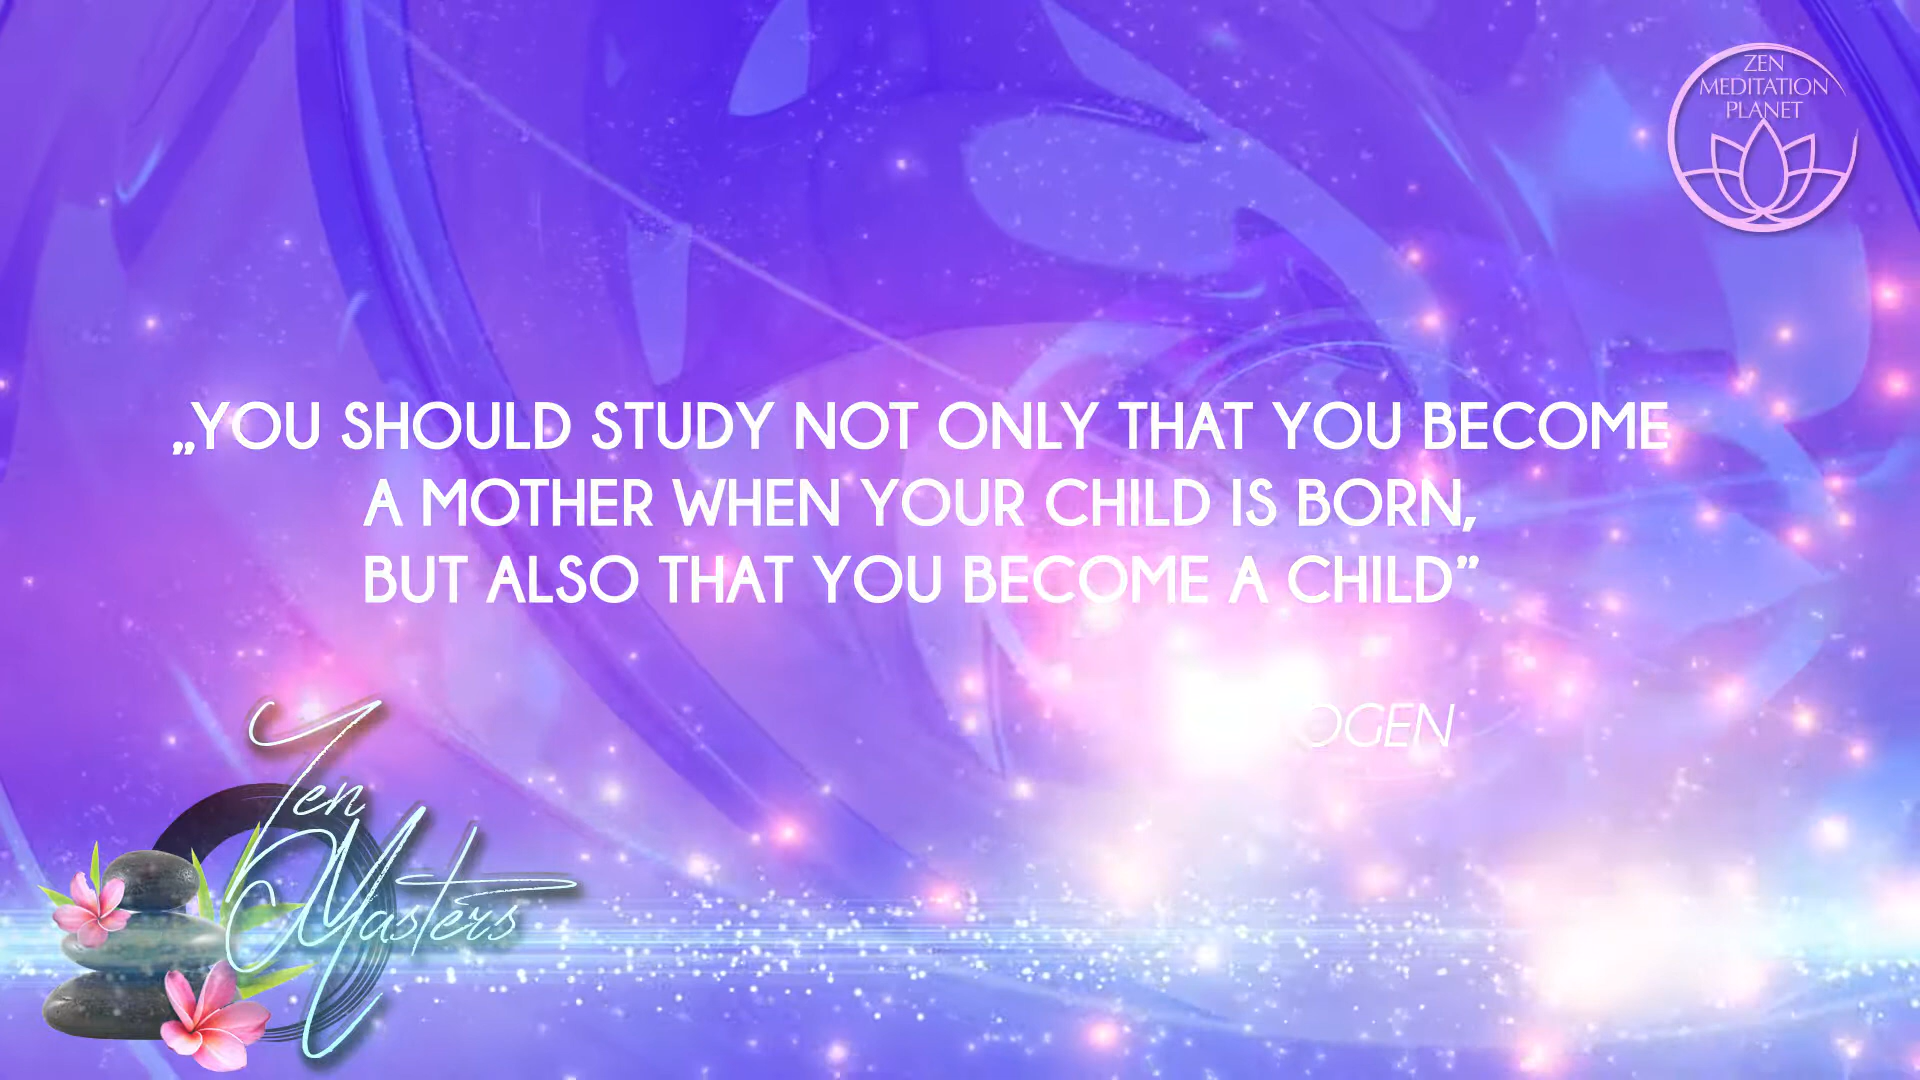 ZEN
MEDITATION
PLANET
„YOU SHOULD STUDY NOT ONLY THAT YOU BECOME
A MOTHER WHEN YOUR CHILD IS BORN,
BUT ALSO THAT YOU BECOME A CHILD”
Zen
Masters